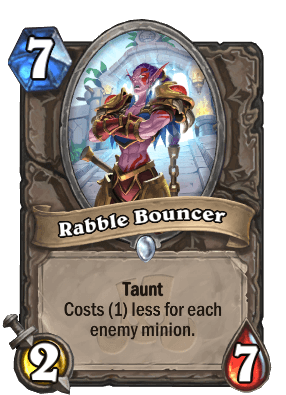 7
Rabble Bouncer
Taunt
Costs (1) less for each
enemy minion.
2
7